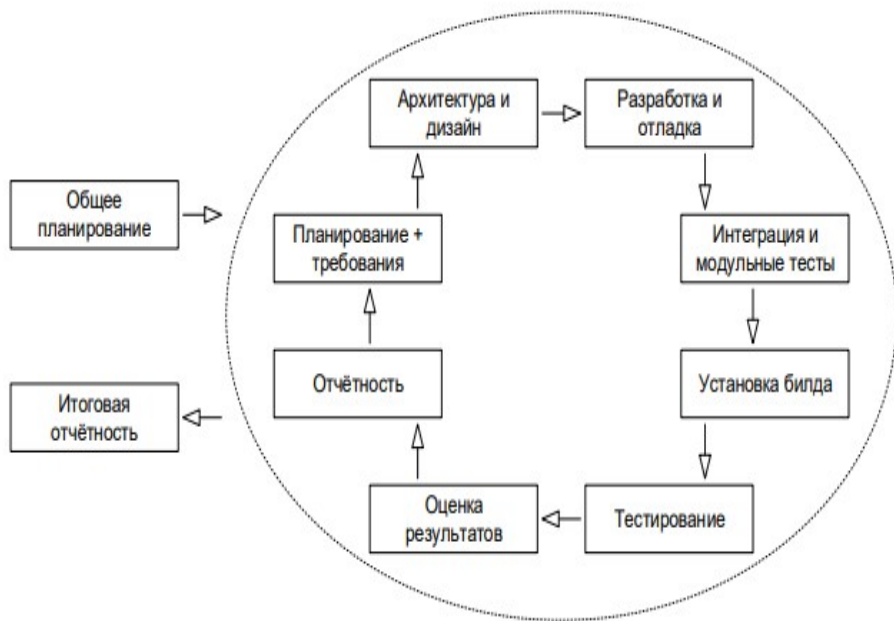 Архитектура и
дизайн
Разработка и
отладка
Общее
планирование
Планирование +
требования
Интеграция и
модульные тесты
Отчётность
Установка билда
Итоговая
отчётность
Оценка
результатов
Тестирование